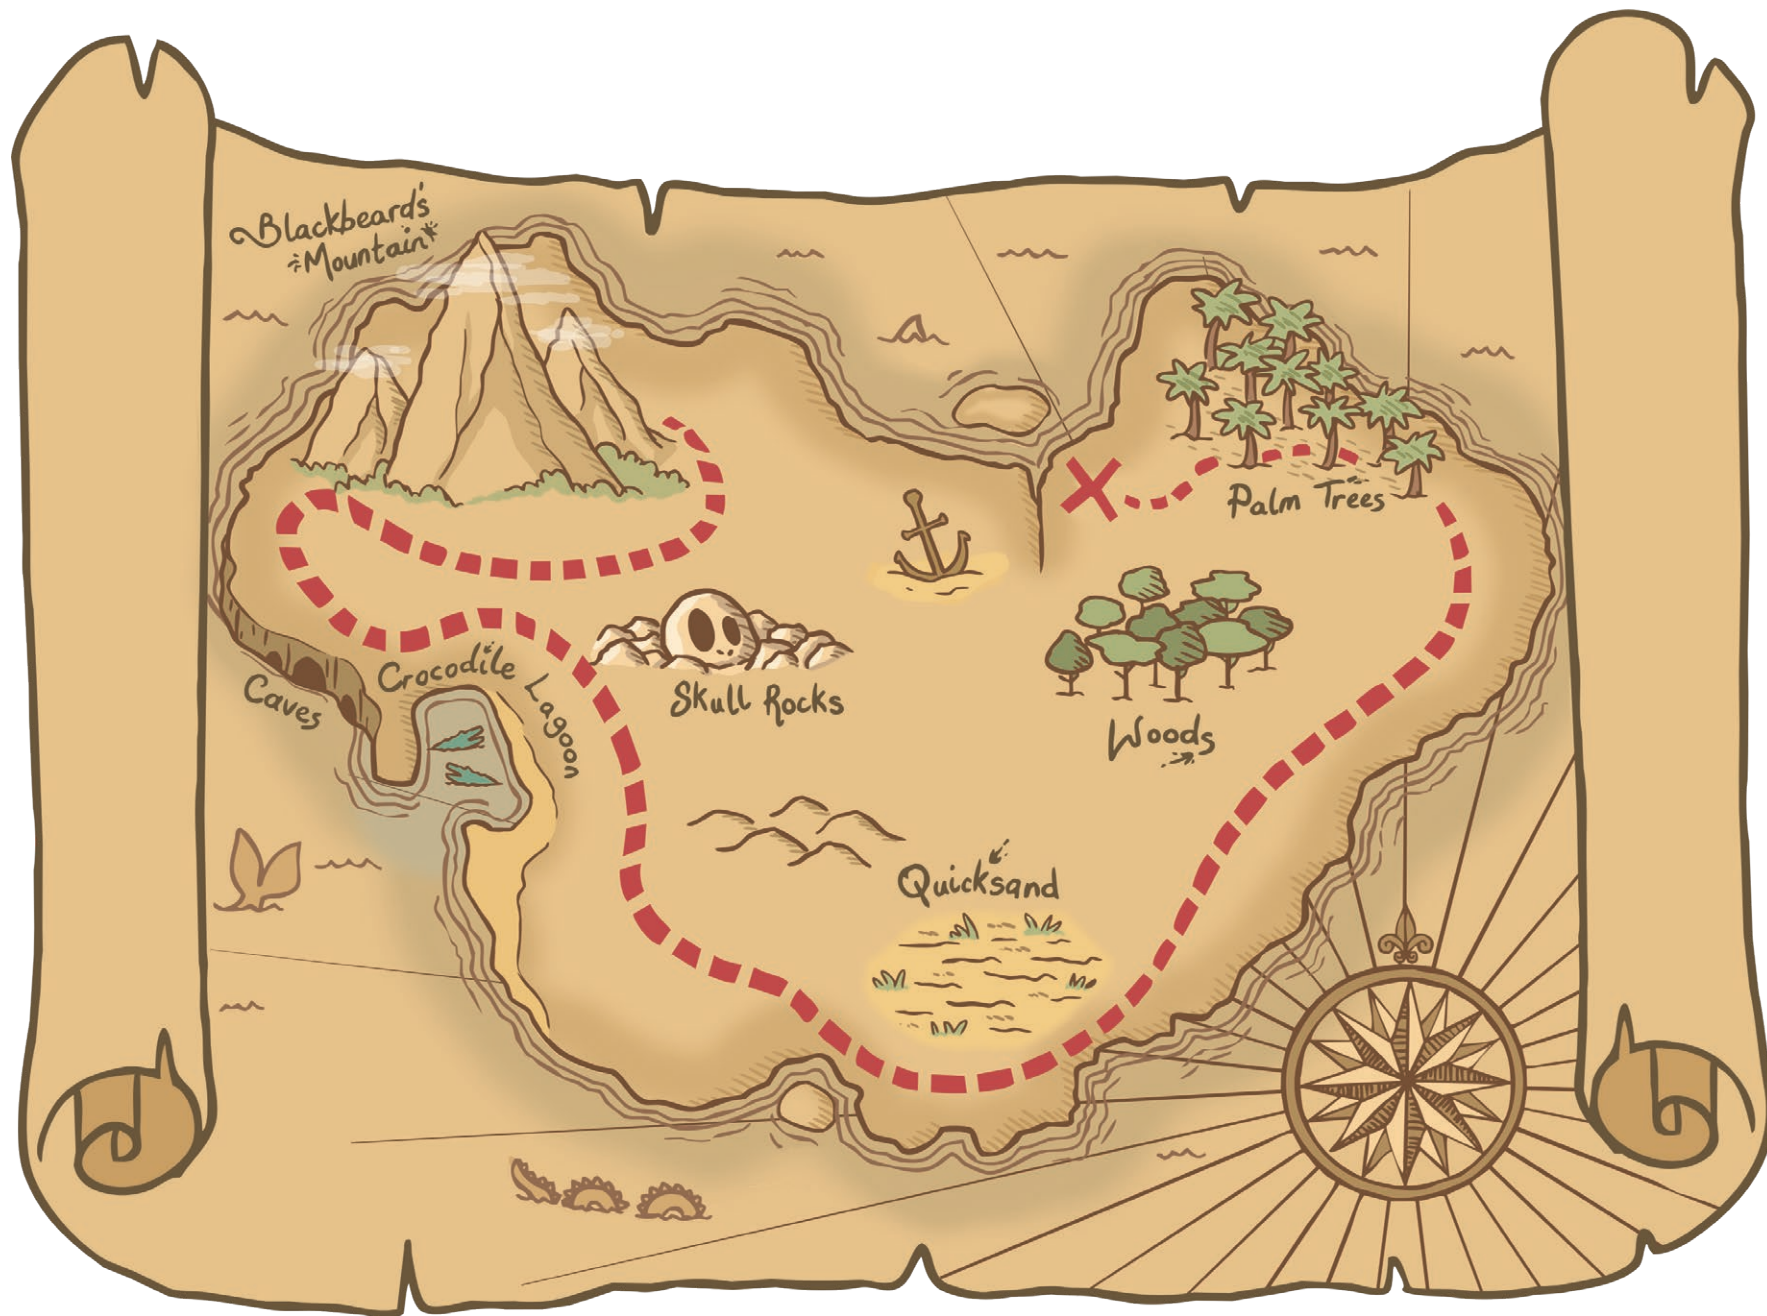 Blackbeard's
Mountain
Palm Trees
Crocodile Lagoon
Caves
Skull Rocks
Woods
Quicksand